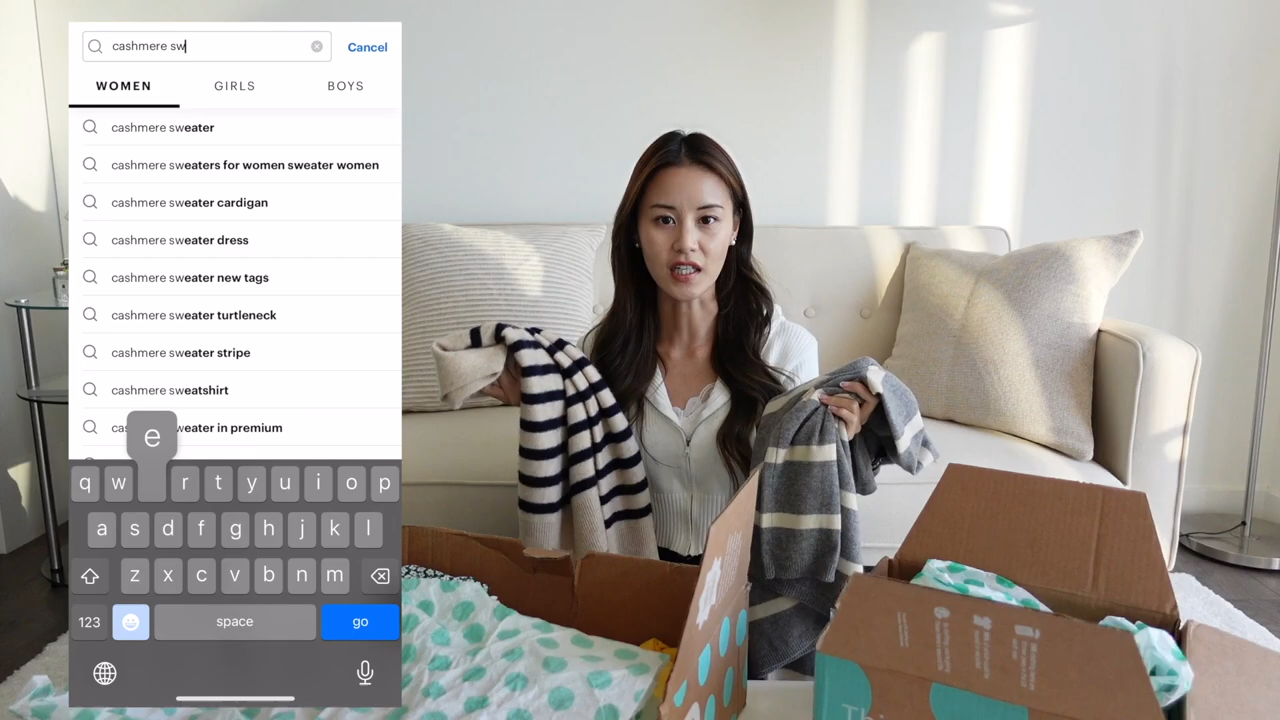 cashmere sw
Cancel
WOMEN
GIRLS
BOYS
cashmere sweater
cashmere sweaters for women sweater women
cashmere sweater cardigan
cashmere sweater dress
cashmere sweater new tags
cashmere sweater turtleneck
cashmere sweater stripe
cashmere sweatshirt
eater in premium
e
q w r t y u i o p
a s d f g h j k l
z x c v b n m
123
space
go